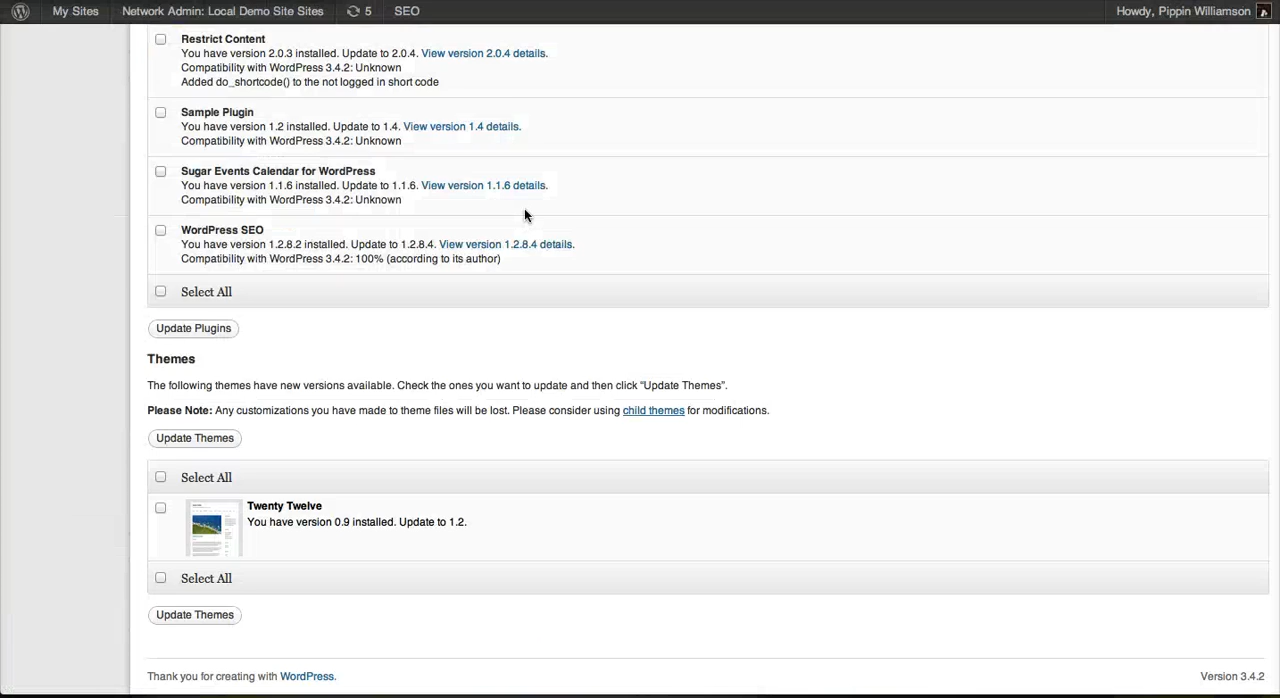 My Sites Network Admin: Local Demo Site Sites 5 SEO Howdy, Pippin Williamson
Restrict Content
You have version 2.0.3 installed. Update to 2.0.4. View version 2.0.4 details.
Compatibility with WordPress 3.4.2: Unknown
Added do_shortcode() to the not logged in short code
Sample Plugin
You have version 1.2 installed. Update to 1.4. View version 1.4 details.
Compatibility with WordPress 3.4.2: Unknown
Sugar Events Calendar for WordPress
You have version 1.1.6 installed. Update to 1.1.6. View version 1.1.6 details.
Compatibility with WordPress 3.4.2: Unknown
WordPress SEO
You have version 1.2.8.2 installed. Update to 1.2.8.4. View version 1.2.8.4 details.
Compatibility with WordPress 3.4.2: 100% (according to its author)
Select All
Update Plugins
Themes
The following themes have new versions available. Check the ones you want to update and then click “Update Themes”.
Please Note: Any customizations you have made to theme files will be lost. Please consider using child themes for modifications.
Update Themes
Select All
Twenty Twelve
You have version 0.9 installed. Update to 1.2.
Select All
Update Themes
Thank you for creating with WordPress. Version 3.4.2